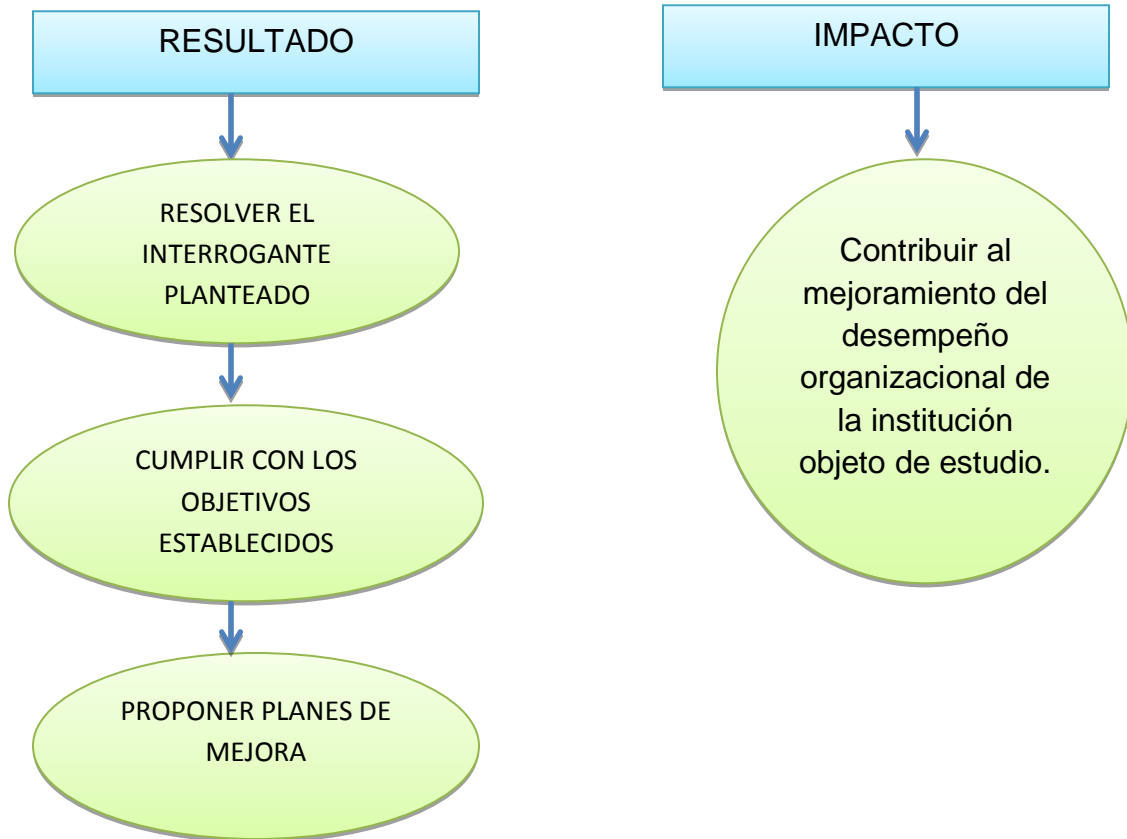 RESULTADO
RESOLVER EL
INTERROGANTE
PLANTEADO
CUMPLIR CON LOS
OBJETIVOS
ESTABLECIDOS
PROPONER PLANES DE
MEJORA
IMPACTO
Contribuir al
mejoramiento del
desempeño
organizacional de
la institución
objeto de estudio.